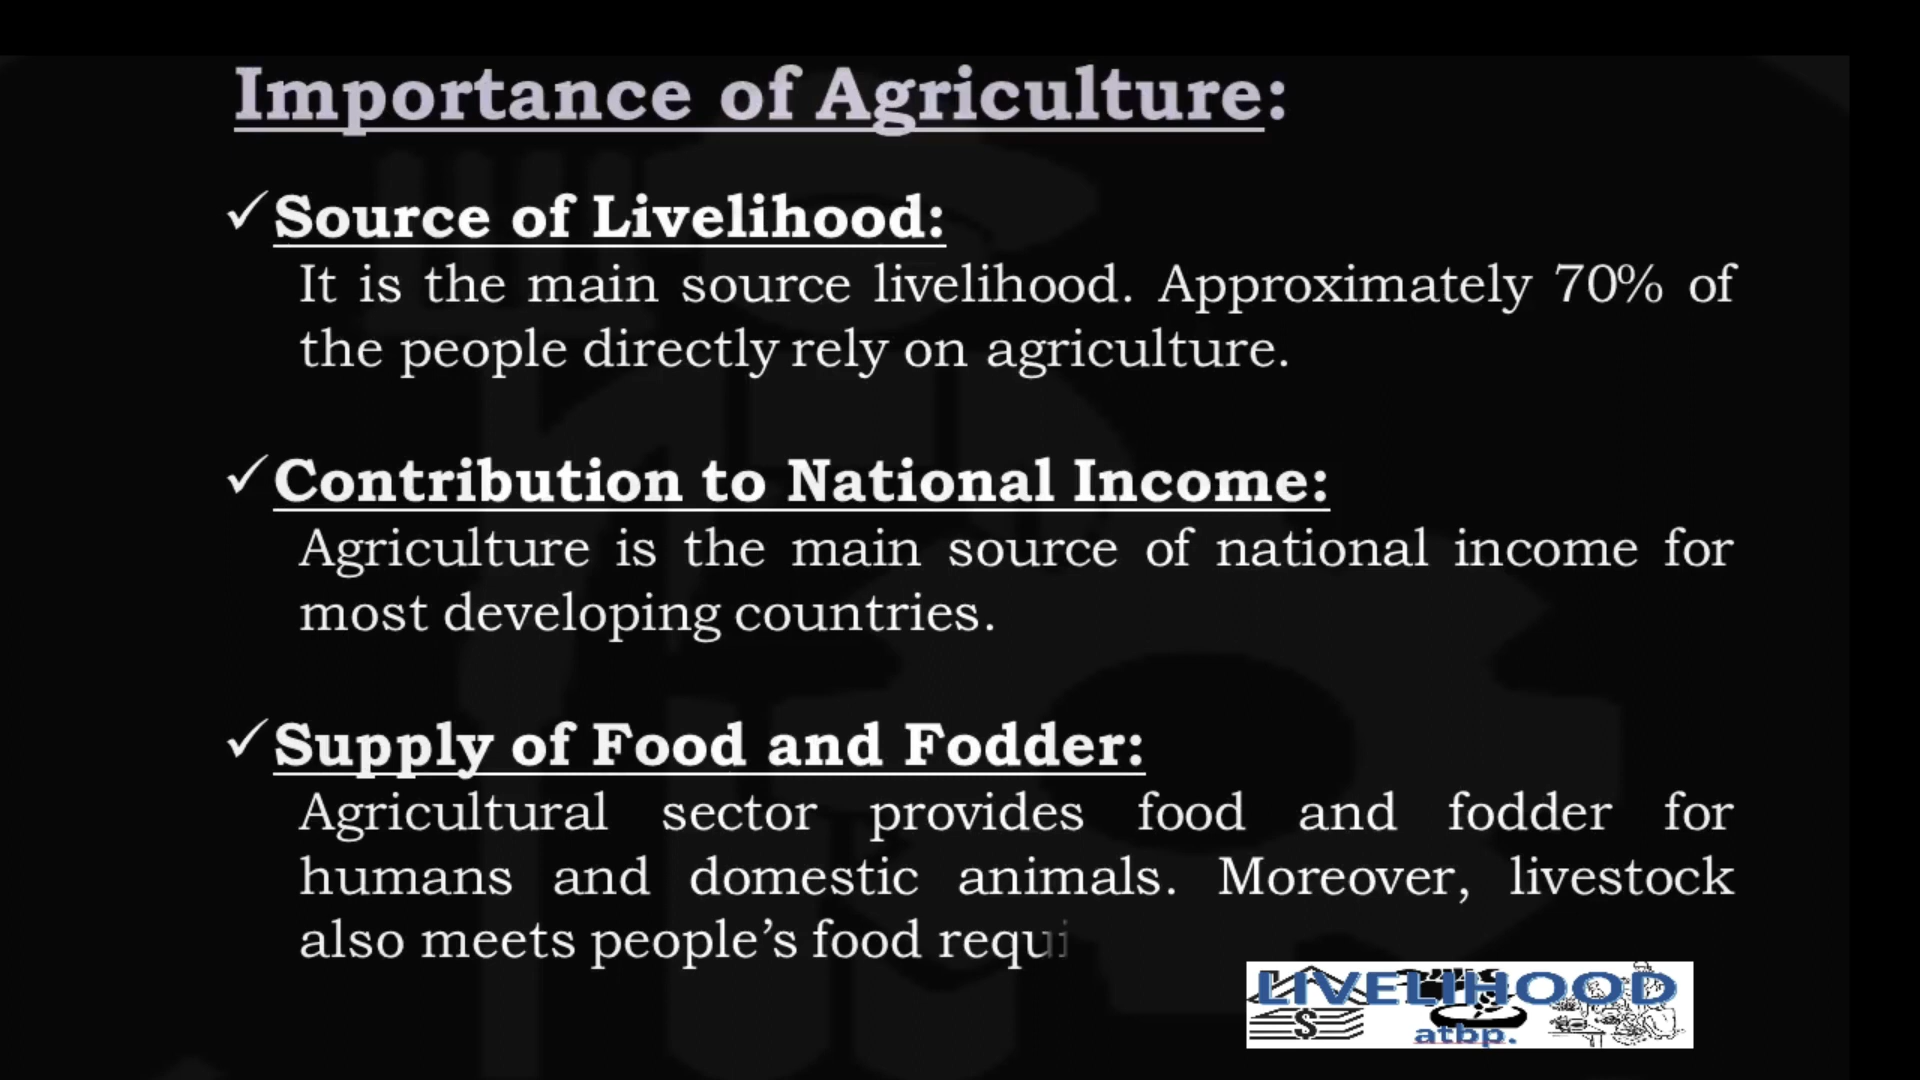 Importance of Agriculture:
✓Source of Livelihood:
It is the main source livelihood. Approximately 70% of
the people directly rely on agriculture.
✓Contribution to National Income:
Agriculture is the main source of national income for
most developing countries.
✓Supply of Food and Fodder:
Agricultural sector provides food and fodder for
humans and domestic animals. Moreover, livestock
also meets people’s food requi
LIVELIHOOD
$
atbp.